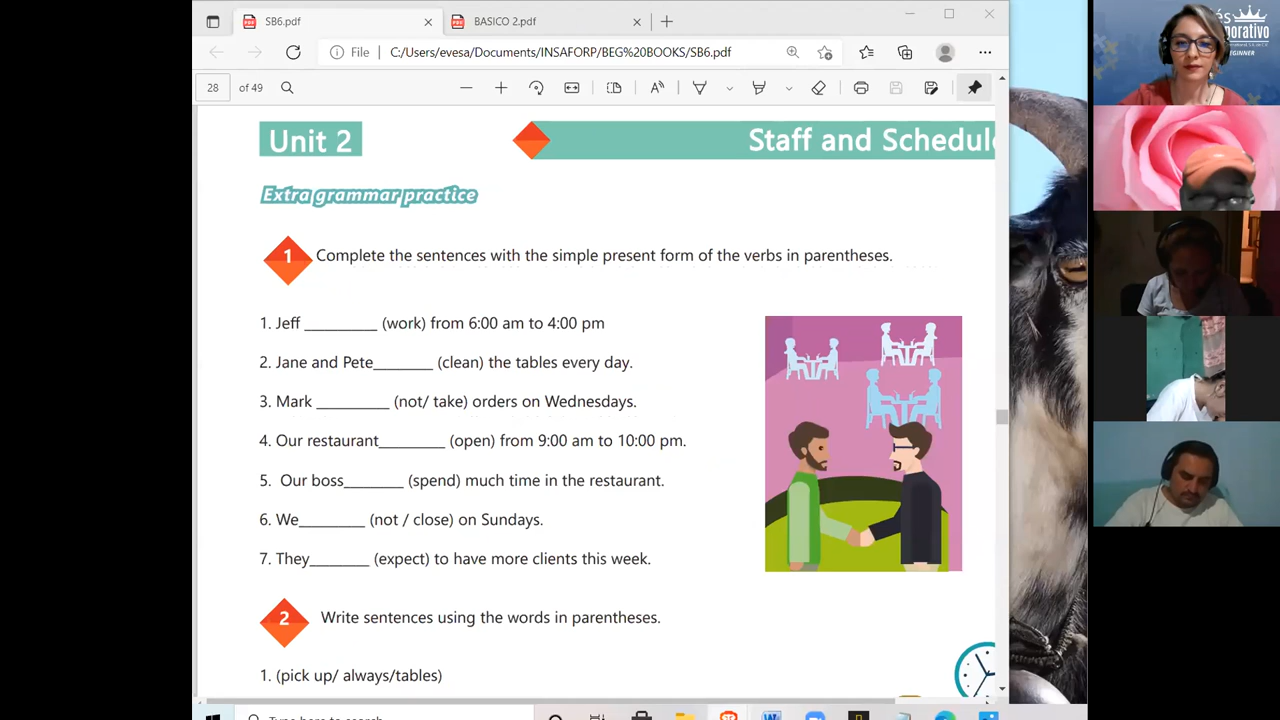 SB6.pdf
BASICO 2.pdf
File
C:/Users/evesa/Documents/INSAFORP/BEG%20BOOKS/SB6.pdf
28 of 49
Unit 2
Staff and Schedul
Extra grammar practice
1 Complete the sentences with the simple present form of the verbs in parentheses.
1. Jeff _________ (work) from 6:00 am to 4:00 pm
2. Jane and Pete_______ (clean) the tables every day.
3. Mark _________ (not/ take) orders on Wednesdays.
4. Our restaurant________ (open) from 9:00 am to 10:00 pm.
5. Our boss________ (spend) much time in the restaurant.
6. We_________ (not / close) on Sundays.
7. They________ (expect) to have more clients this week.
2 Write sentences using the words in parentheses.
1. (pick up/ always/tables)